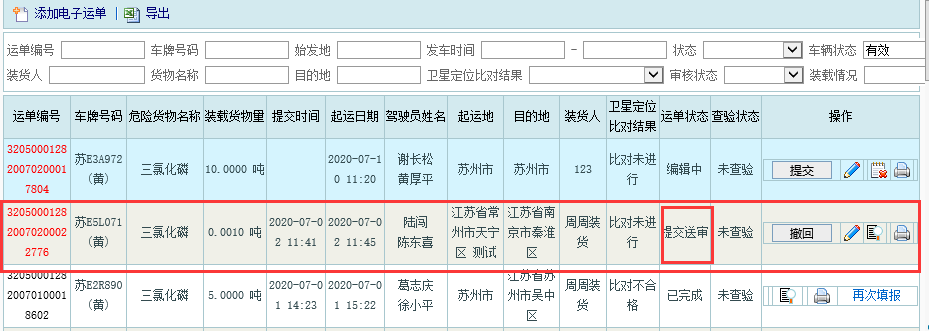 添加电子运单 导出
运单编号 车牌号码 始发地 发车时间 - 状态 车辆状态 有效
装货人 货物名称 目的地 卫星定位比对结果 审核状态 装载情况
运单编号 车牌号码 危险货物名称 装载货物量 提交时间 起运日期 驾驶员姓名 起运地 目的地 装货人 卫星定位比对结果 运单状态 查验状态 操作
3205000128
2007020001
7804
苏E3A972
(黄)
三氯化磷
10.0000 吨
2020-07-1
0 11:20
谢长松
黄厚平
苏州市
苏州市
123
比对未进
行
编辑中
未查验
提交
3205000128
2007020002
2776
苏E5L071
(黄)
三氯化磷
0.0010 吨
2020-07-0
2 11:41
2020-07-0
2 11:45
陆闯
陈东喜
江苏省常
州市天宁
区 测试
江苏省南
京市秦淮
区
周周装
货
比对未进
行
提交送审
未查验
撤回
3205000128
2007010001
8602
苏E2R890
(黄)
三氯化磷
5.0000 吨
2020-07-0
1 14:23
2020-07-0
1 15:22
葛志庆
徐小平
苏州市
江苏省苏
州市吴中
区
周周装
货
比对不合
格
已完成
未查验
再次填报